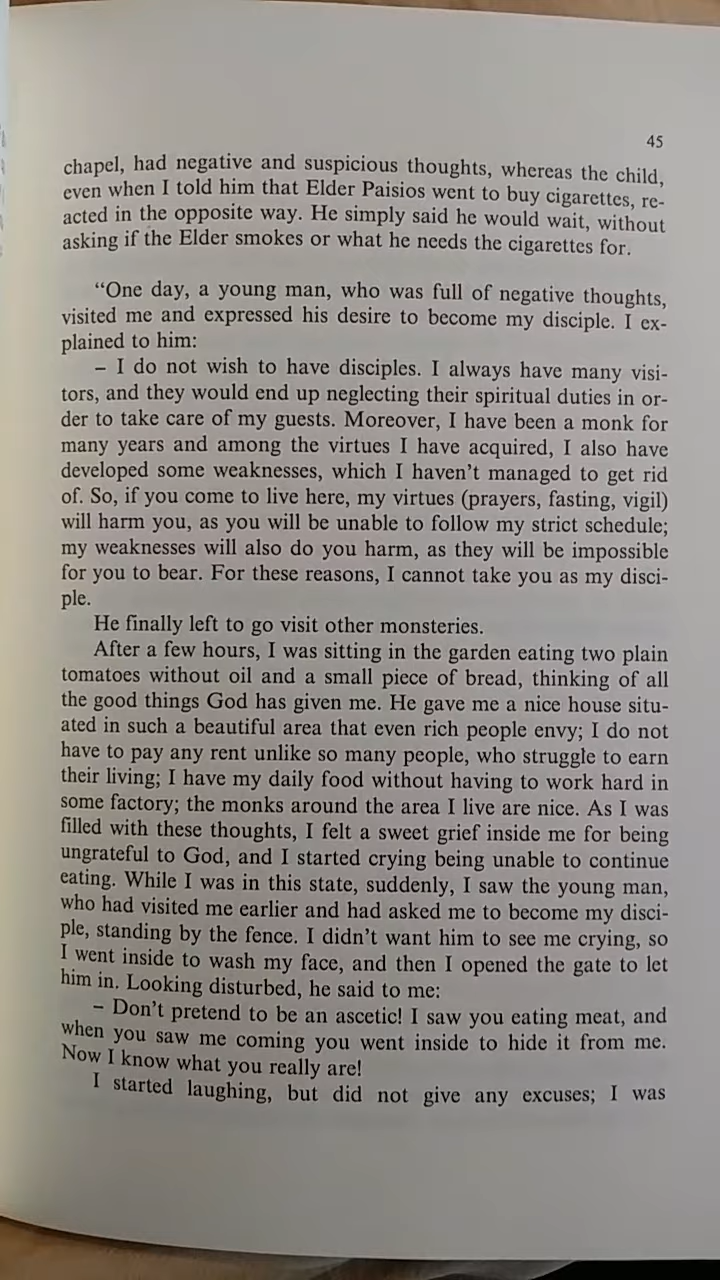 45
chapel, had negative and suspicious thoughts, whereas the child,
even when I told him that Elder Paisios went to buy cigarettes, re-
acted in the opposite way. He simply said he would wait, without
asking if the Elder smokes or what he needs the cigarettes for.
“One day, a young man, who was full of negative thoughts,
visited me and expressed his desire to become my disciple. I ex-
plained to him:
– I do not wish to have disciples. I always have many visi-
tors, and they would end up neglecting their spiritual duties in or-
der to take care of my guests. Moreover, I have been a monk for
many years and among the virtues I have acquired, I also have
developed some weaknesses, which I haven’t managed to get rid
of. So, if you come to live here, my virtues (prayers, fasting, vigil)
will harm you, as you will be unable to follow my strict schedule;
my weaknesses will also do you harm, as they will be impossible
for you to bear. For these reasons, I cannot take you as my disci-
ple.
He finally left to go visit other monsteries.
After a few hours, I was sitting in the garden eating two plain
tomatoes without oil and a small piece of bread, thinking of all
the good things God has given me. He gave me a nice house situ-
ated in such a beautiful area that even rich people envy; I do not
have to pay any rent unlike so many people, who struggle to earn
their living; I have my daily food without having to work hard in
some factory; the monks around the area I live are nice. As I was
filled with these thoughts, I felt a sweet grief inside me for being
ungrateful to God, and I started crying being unable to continue
eating. While I was in this state, suddenly, I saw the young man,
who had visited me earlier and had asked me to become my disci-
ple, standing by the fence. I didn’t want him to see me crying, so
I went inside to wash my face, and then I opened the gate to let
him in. Looking disturbed, he said to me:
– Don’t pretend to be an ascetic! I saw you eating meat, and
when you saw me coming you went inside to hide it from me.
Now I know what you really are!
I started laughing, but did not give any excuses; I was